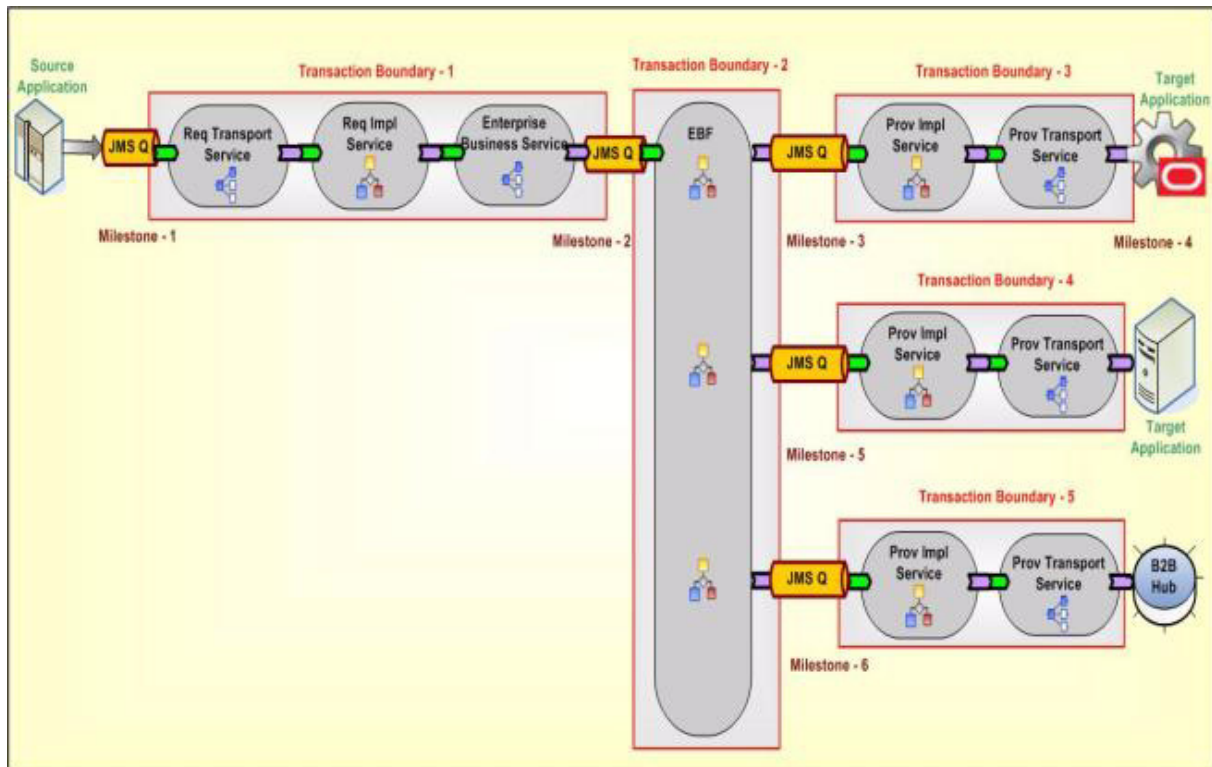 Source
Application
Transaction Boundary - 1
Transaction Boundary - 2
Transaction Boundary - 3
Target
Application
JMS Q
Req Transport
Service
Req Impl
Service
Enterprise
Business Service
JMS Q
EBF
JMS Q
Prov Impl
Service
Prov Transport
Service
Milestone - 1
Milestone - 2
Milestone - 3
Milestone - 4
Transaction Boundary - 4
JMS Q
Prov Impl
Service
Prov Transport
Service
Target
Application
Milestone - 5
Transaction Boundary - 5
JMS Q
Prov Impl
Service
Prov Transport
Service
B2B
Hub
Milestone - 6